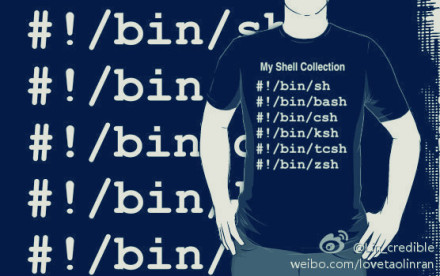 #!/bin/sh
#!/bin
#!/bin/
#!/bin/
#!/bin/
My Shell Collection
#!/bin/sh
#!/bin/bash
#!/bin/csh
#!/bin/ksh
#!/bin/tcsh
#!/bin/zsh
weibo.com/lovetaolinran